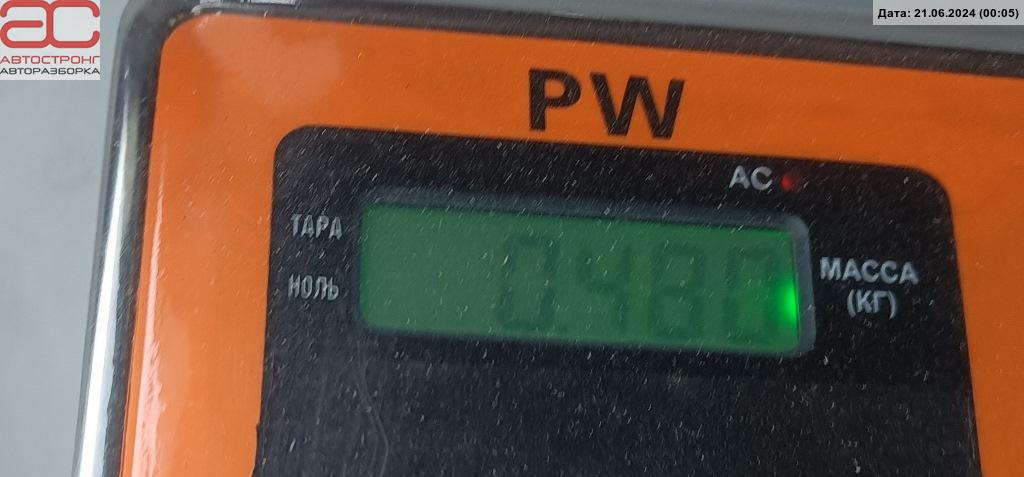 АС
АВТОСТРОНГ
АВТОРАЗБОРКА
Дата: 21.06.2024 (00:05)
PW
AC
ТАРА
НОЛЬ
0.480
МАССА
(КГ)